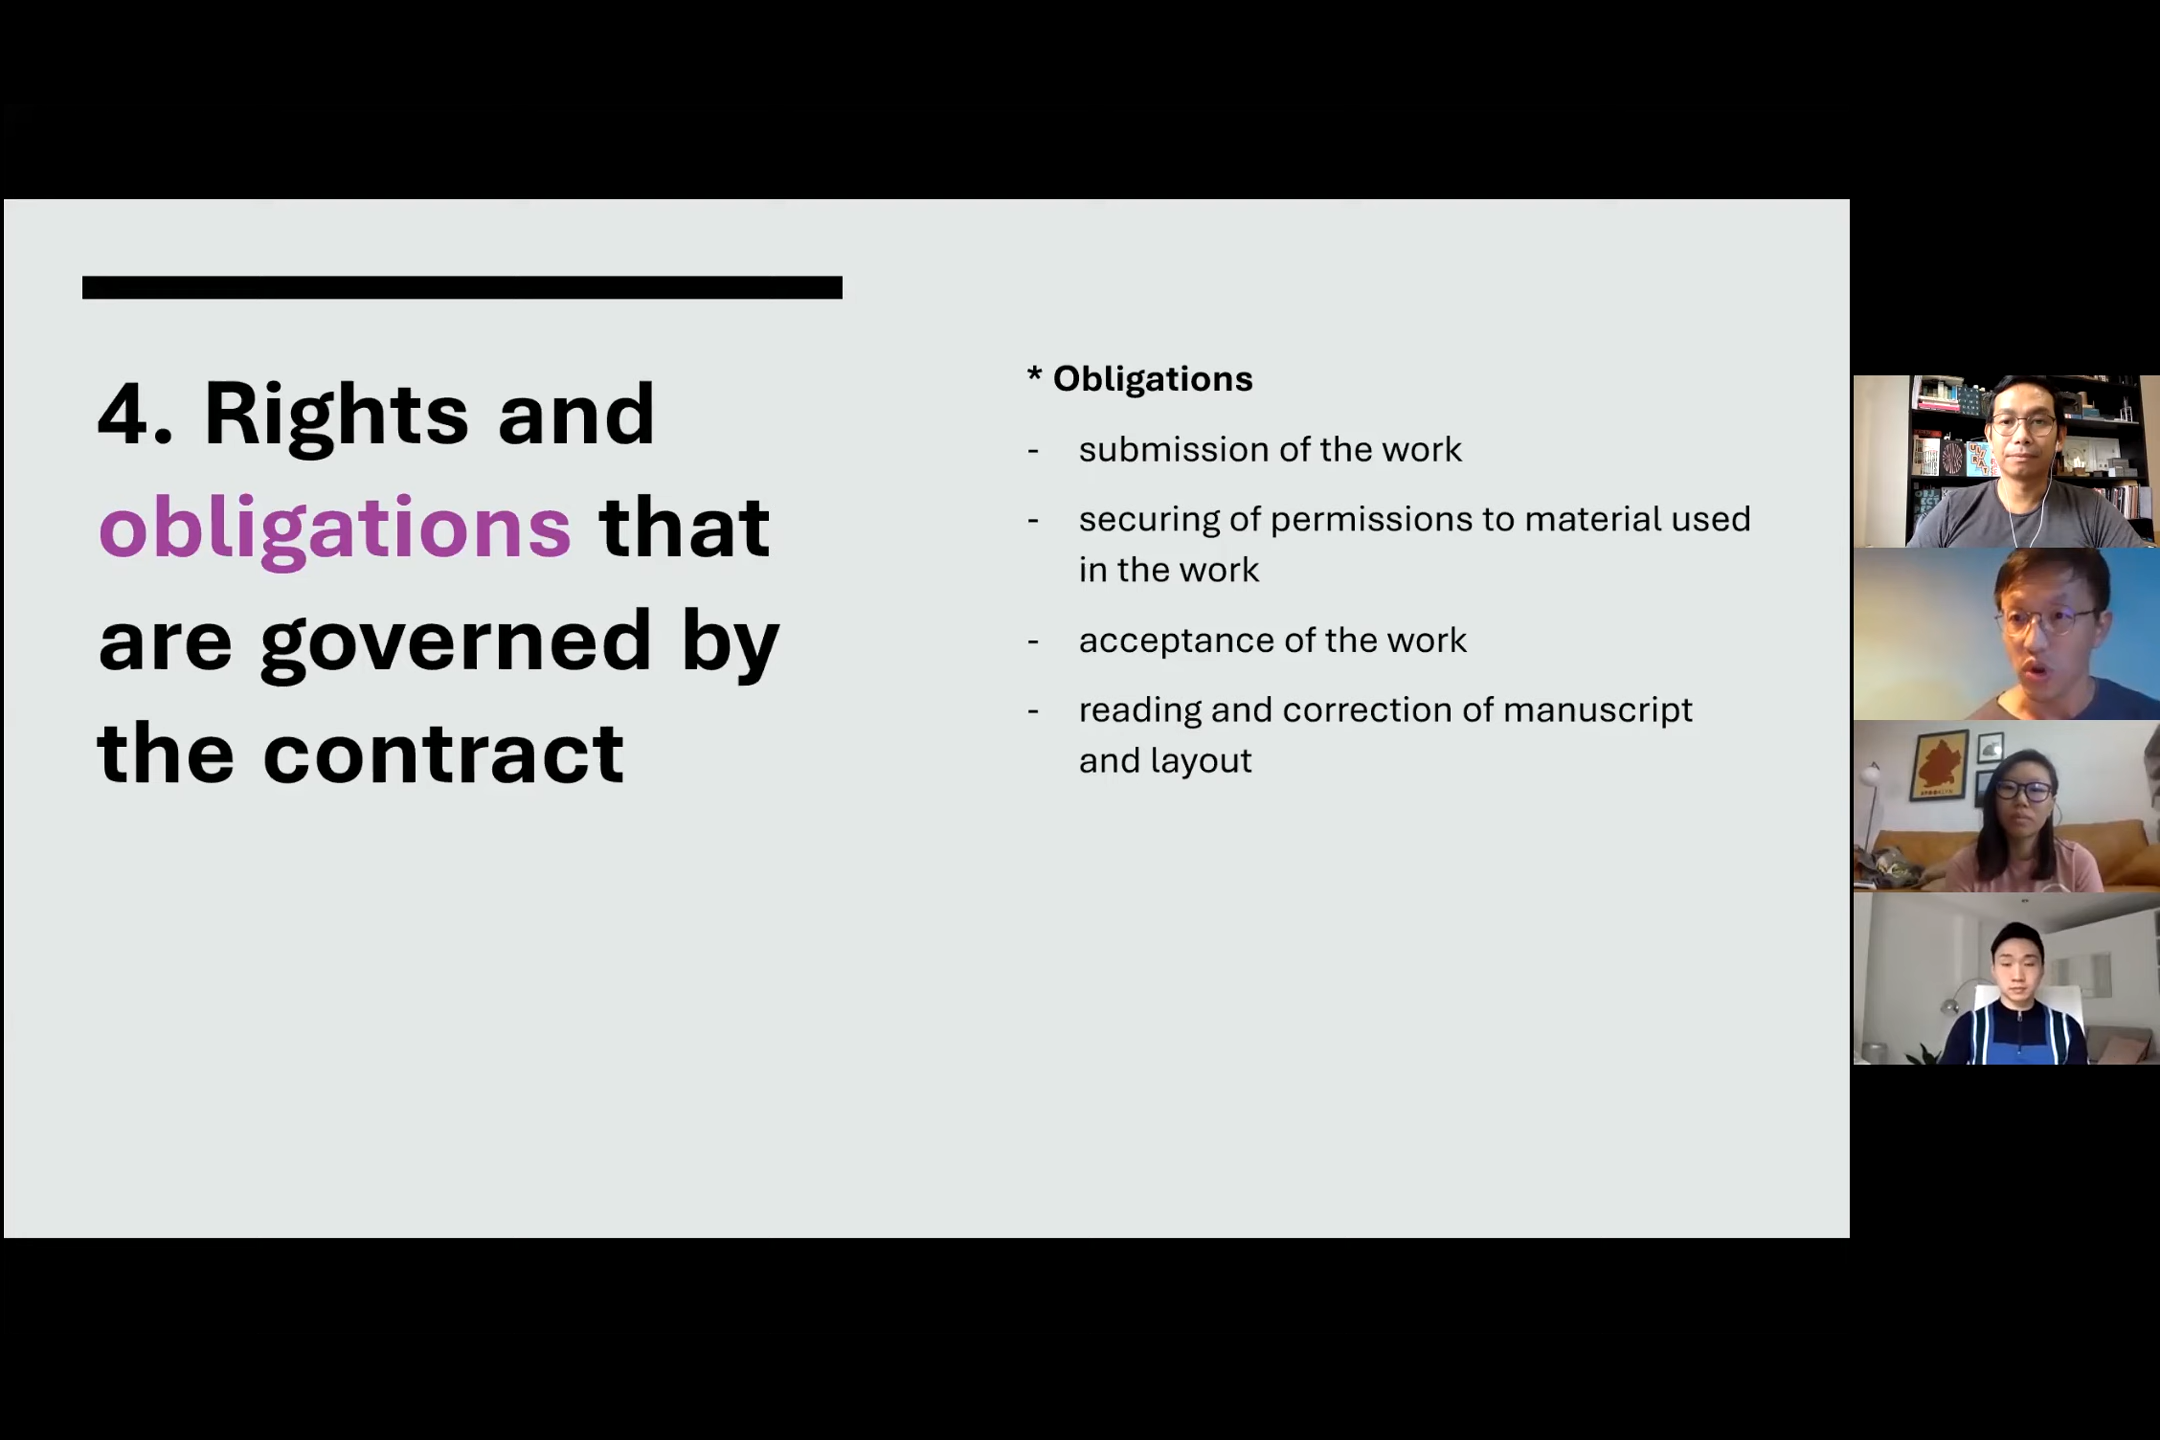 4. Rights and
obligations that
are governed by
the contract
* Obligations
- submission of the work
- securing of permissions to material used
in the work
- acceptance of the work
- reading and correction of manuscript
and layout
BROOKLYN